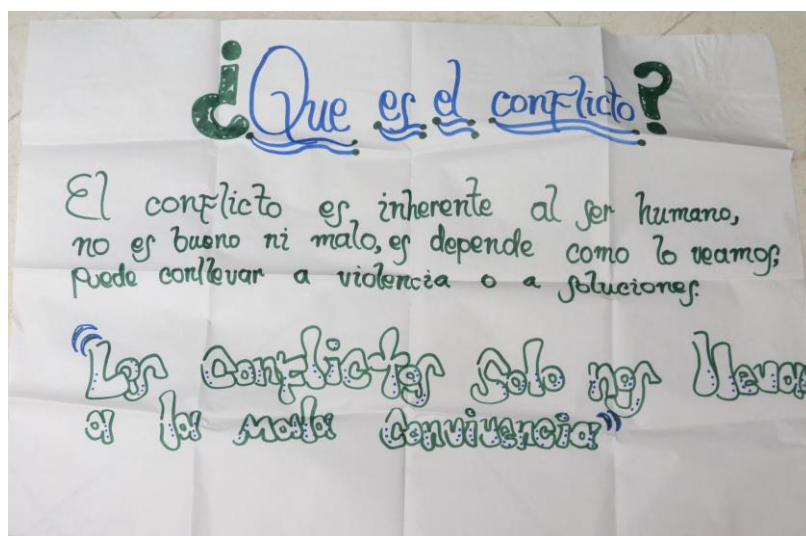 ¿Que es el conflicto?
El conflicto es inherente al ser humano,
no es bueno ni malo, es depende como lo veamos,
puede conllevar a violencia o a soluciones.
"Los Conflictos Solo nos llevan
a la mala convivencia"